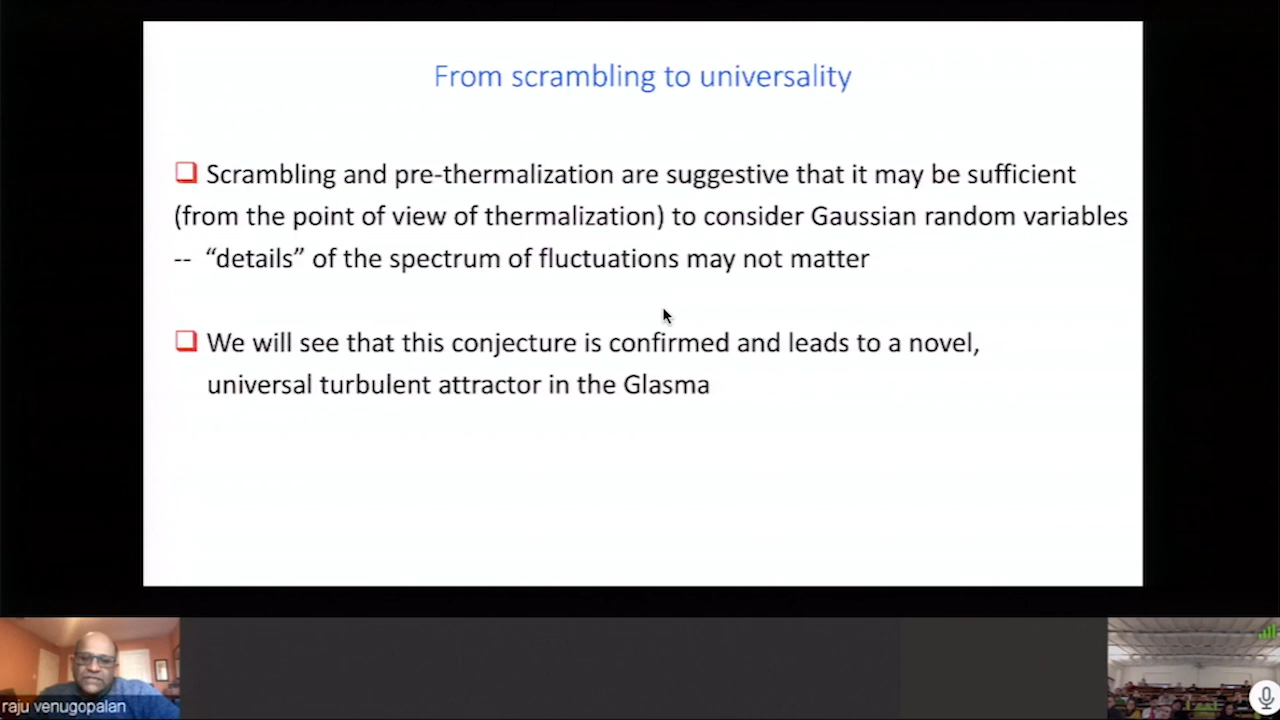 From scrambling to universality
Scrambling and pre-thermalization are suggestive that it may be sufficient
(from the point of view of thermalization) to consider Gaussian random variables
-- “details” of the spectrum of fluctuations may not matter
We will see that this conjecture is confirmed and leads to a novel,
universal turbulent attractor in the Glasma
raju venugopalan